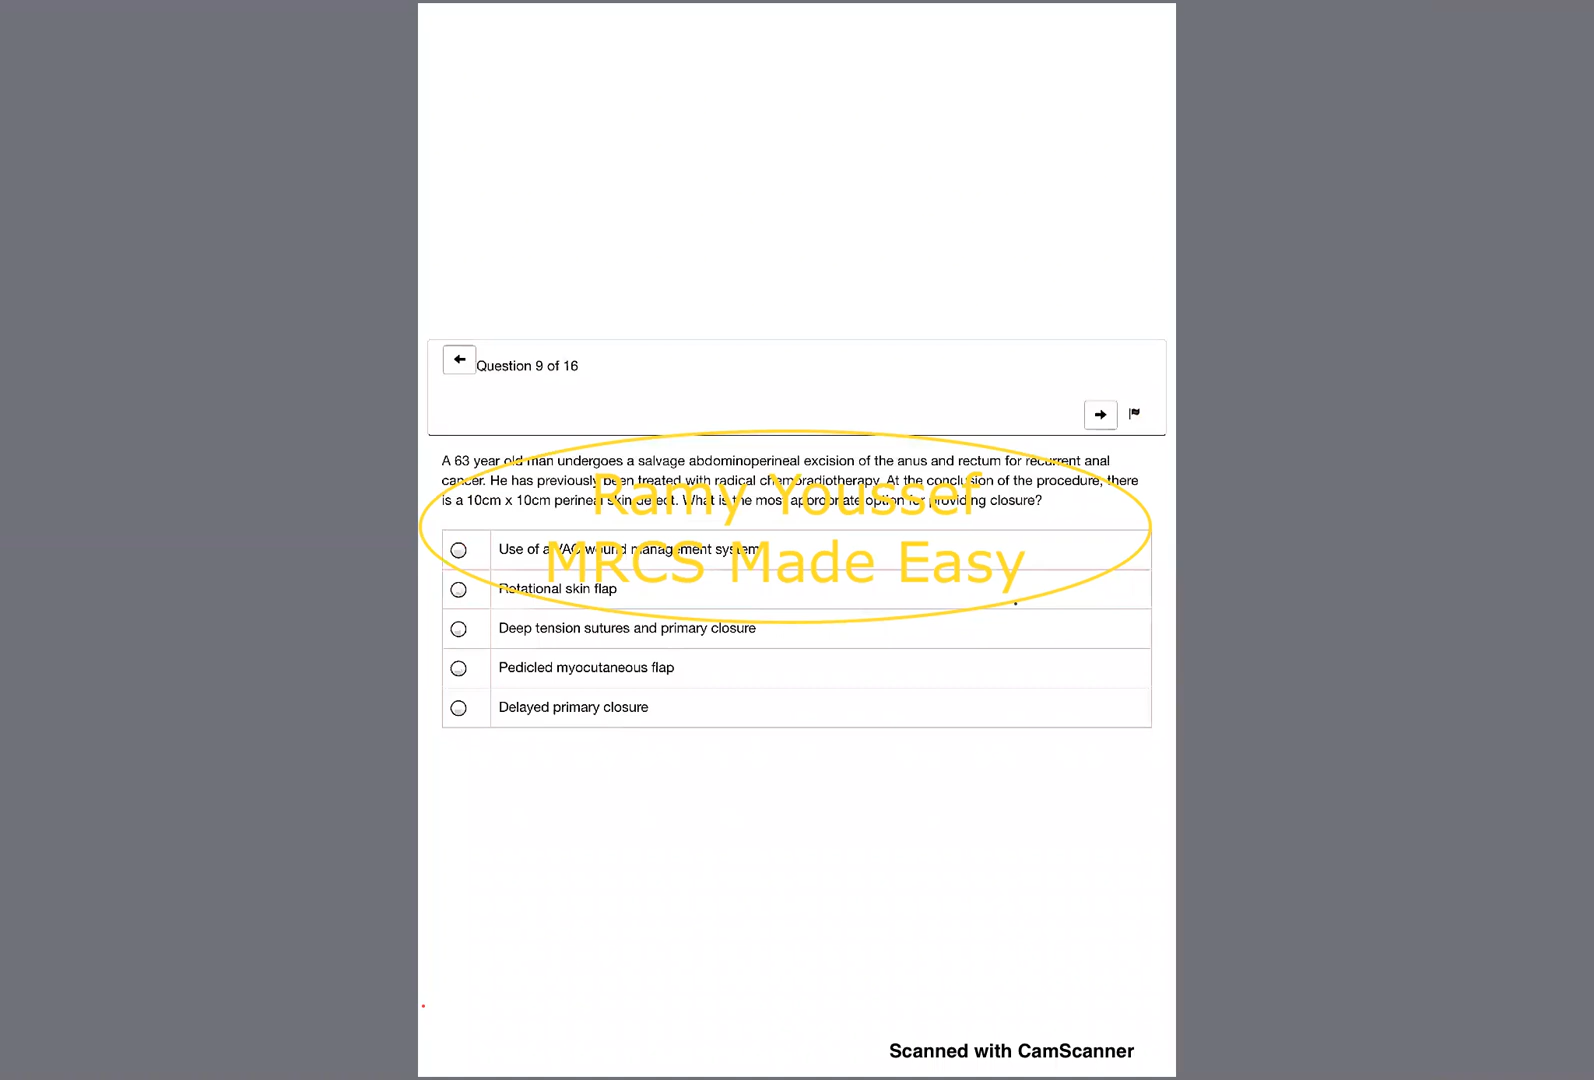 Question 9 of 16
A 63 year old man undergoes a salvage abdominoperineal excision of the anus and rectum for recurrent anal
cancer. He has previously been treated with radical chemoradiotherapy. At the conclusion of the procedure, there
is a 10cm x 10cm perineal skin defect. What is the most appropriate option for providing closure?
Ramy Youssef
MRCS Made Easy
Use of a VAC wound management system
Rotational skin flap
Deep tension sutures and primary closure
Pedicled myocutaneous flap
Delayed primary closure
Scanned with CamScanner